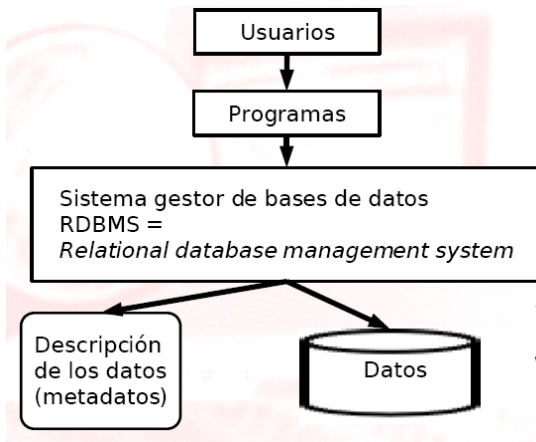 Usuarios
Programas
Sistema gestor de bases de datos
RDBMS =
Relational database management system
Descripción
de los datos
(metadatos)
Datos